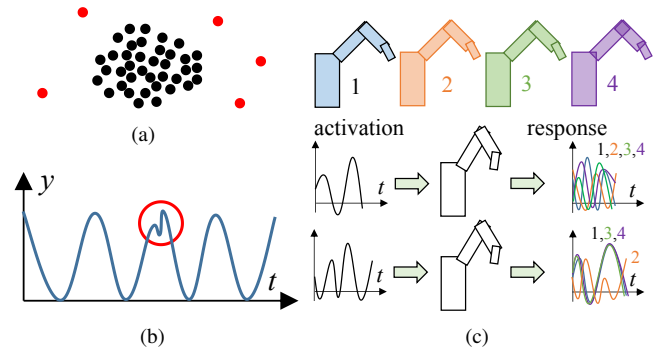 (a)
y
t
(b)
1 2 3 4
activation response
t
1,2,3,4
t
t
1,3,4
2
t
(c)